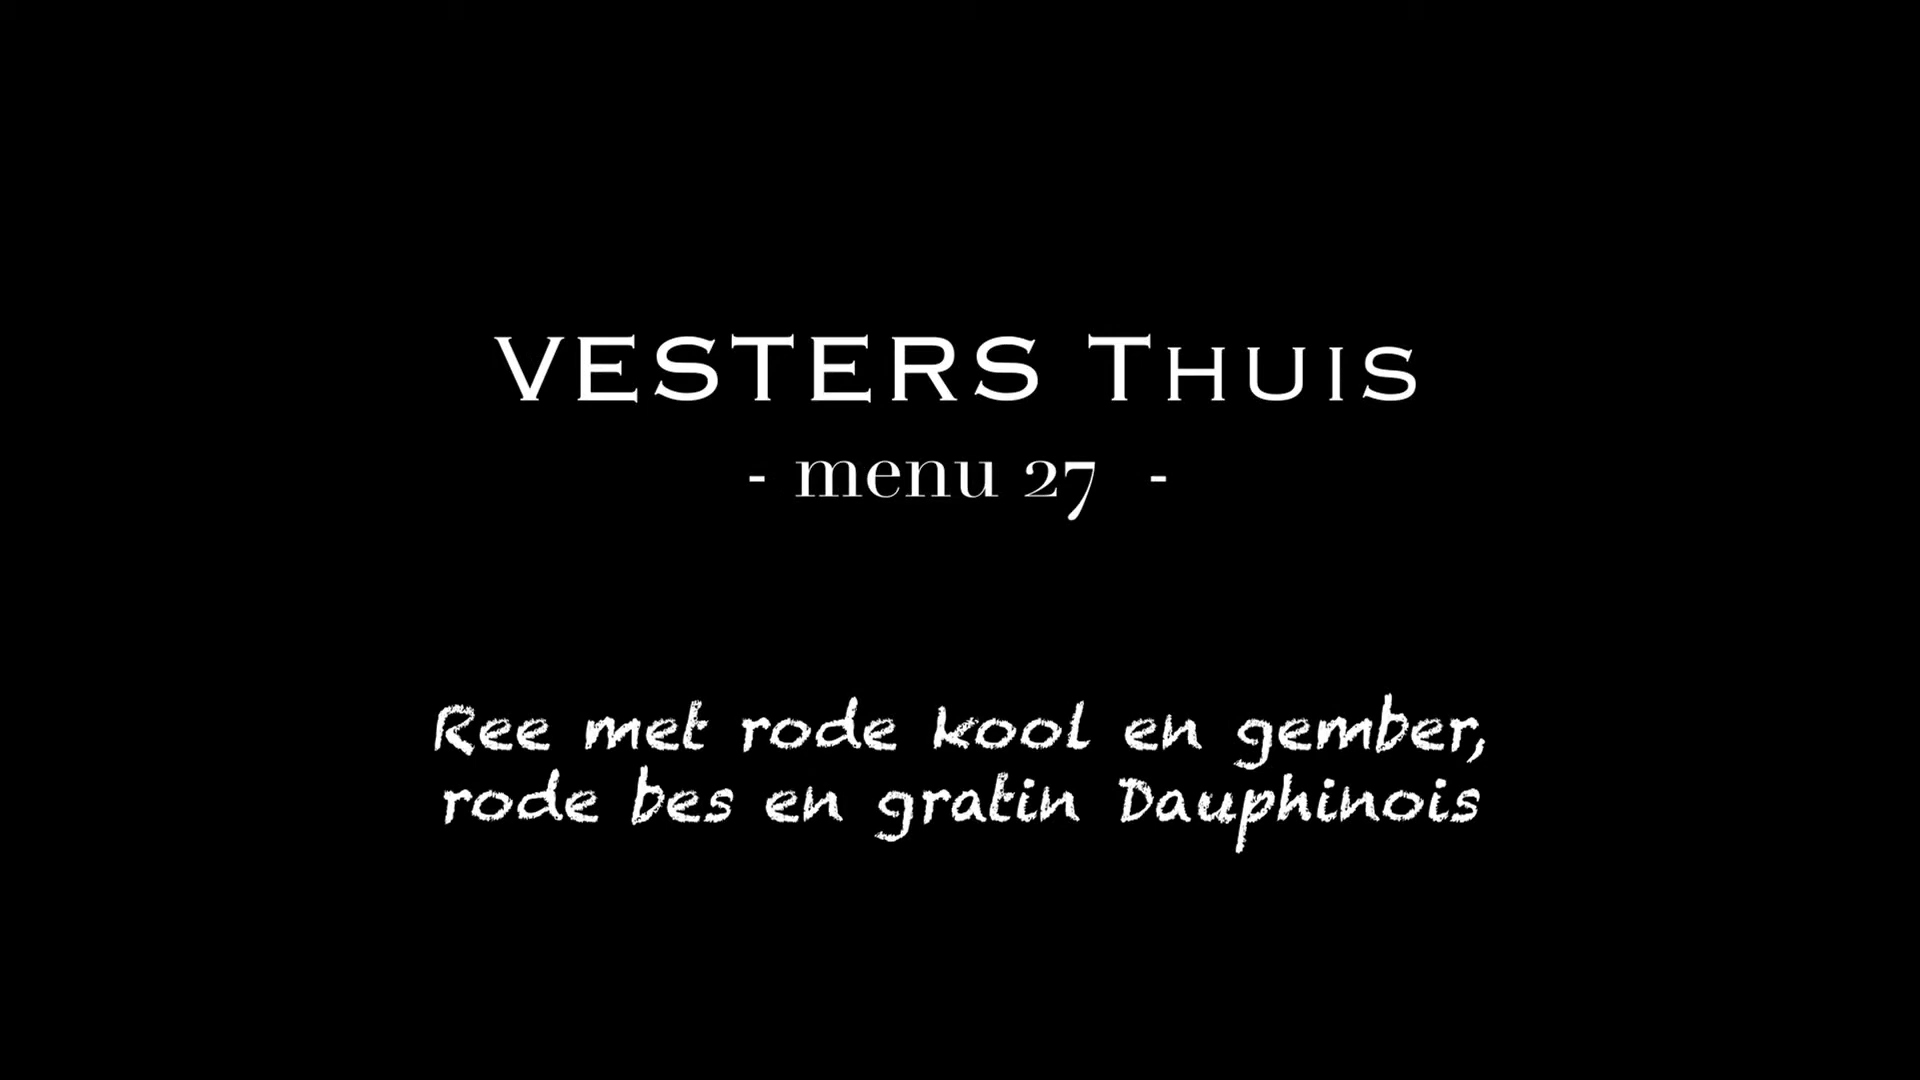 VESTERS THUIS
- menu 27 -
Ree met rode kool en gember,
rode bes en gratin Dauphinois